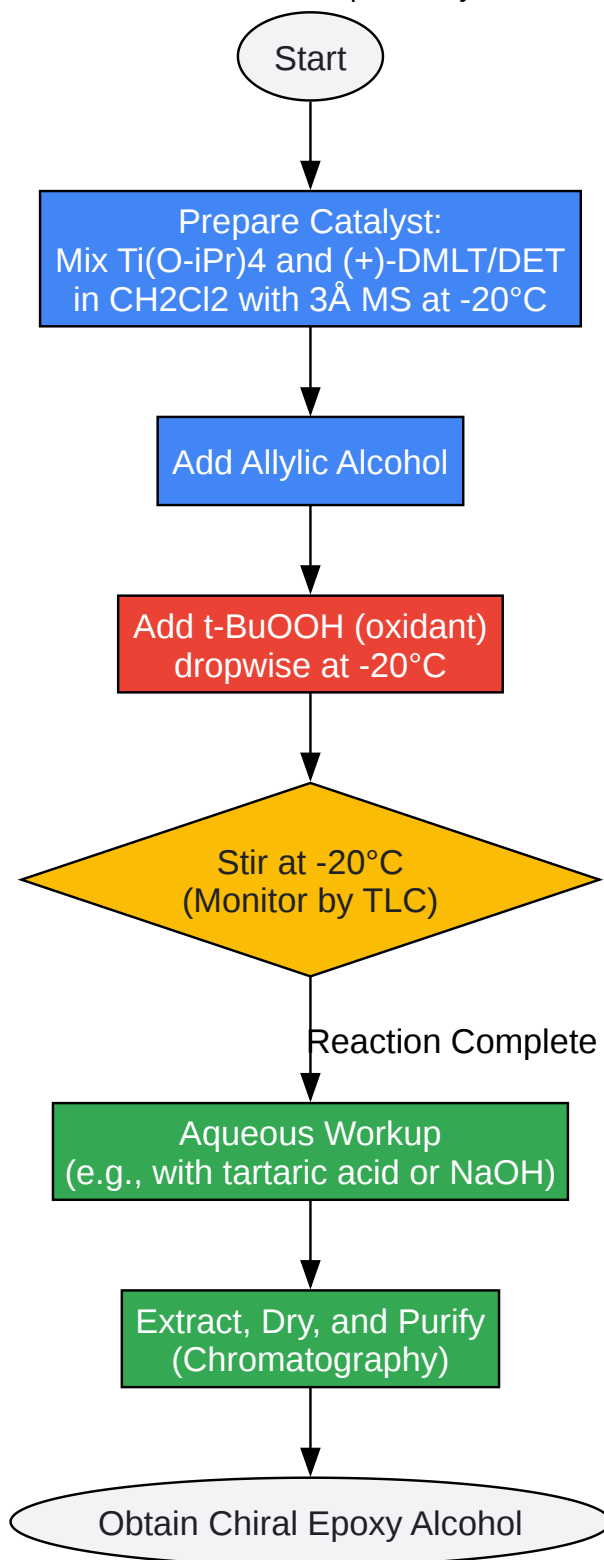 Start
Prepare Catalyst:
Mix Ti(O-iPr)4 and (+)-DMLT/DET
in CH2Cl2 with 3Å MS at -20°C
Add Allylic Alcohol
Add t-BuOOH (oxidant)
dropwise at -20°C
Stir at -20°C
(Monitor by TLC)
Reaction Complete
Aqueous Workup
(e.g., with tartaric acid or NaOH)
Extract, Dry, and Purify
(Chromatography)
Obtain Chiral Epoxy Alcohol